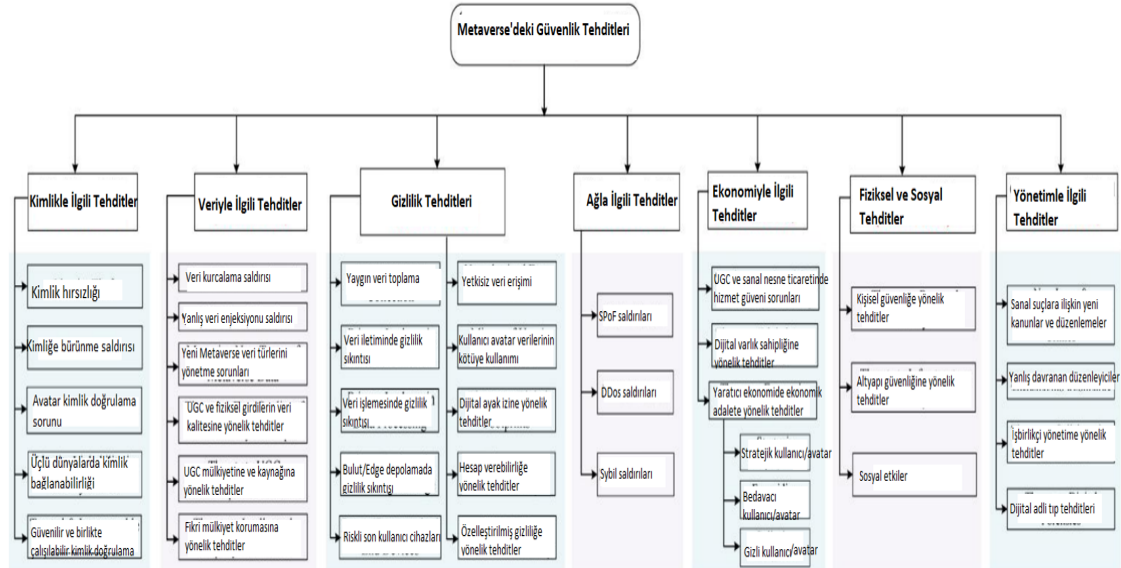 Metaverse'deki Güvenlik Tehditleri
Kimlikle İlgili Tehditler
Kimlik hırsızlığı
Kimliğe bürünme saldırısı
Avatar kimlik doğrulama
sorunu
Üçlü dünyalarda kimlik
bağlanabilirliği
Güvenilir ve birlikte
çalışılabilir kimlik doğrulama
Veriyle İlgili Tehditler
Veri kurcalama saldırısı
Yanlış veri enjeksiyonu saldırısı
Yeni Metaverse veri türlerini
yönetme sorunları
UGC ve fiziksel girdilerin veri
kalitesine yönelik tehditler
UGC mülkiyetine ve kaynağına
yönelik tehditler
Fikri mülkiyet korumasına
yönelik tehditler
Gizlilik Tehditleri
Yaygın veri toplama
Veri iletiminde gizlilik
sıkıntısı
Veri işlemesinde gizlilik
sıkıntısı
Bulut/Edge depolamada
gizlilik sıkıntısı
Riskli son kullanıcı cihazları
Yetkisiz veri erişimi
Kullanıcı avatar verilerinin
kötüye kullanımı
Dijital ayak izine yönelik
tehditler
Hesap verebilirliğe
yönelik tehditler
Özelleştirilmiş gizliliğe
yönelik tehditler
Ağla İlgili Tehditler
SPoF saldırıları
DDos saldırıları
Sybil saldırıları
Ekonomiyle İlgili
Tehditler
UGC ve sanal nesne ticaretinde
hizmet güveni sorunları
Dijital varlık sahipliğine
yönelik tehditler
Yaratıcı ekonomide ekonomik
adalete yönelik tehditler
Stratejik kullanıcı/avatar
Bedavacı
kullanıcı/avatar
Gizli kullanıcı/avatar
Fiziksel ve Sosyal
Tehditler
Kişisel güvenliğe yönelik
tehditler
Altyapı güvenliğine yönelik
tehditler
Sosyal etkiler
Yönetimle İlgili
Tehditler
Sanal suçlara ilişkin yeni
kanunlar ve düzenlemeler
Yanlış davranan düzenleyiciler
İşbirlikçi yönetime yönelik
tehditler
Dijital adli tıp tehditleri